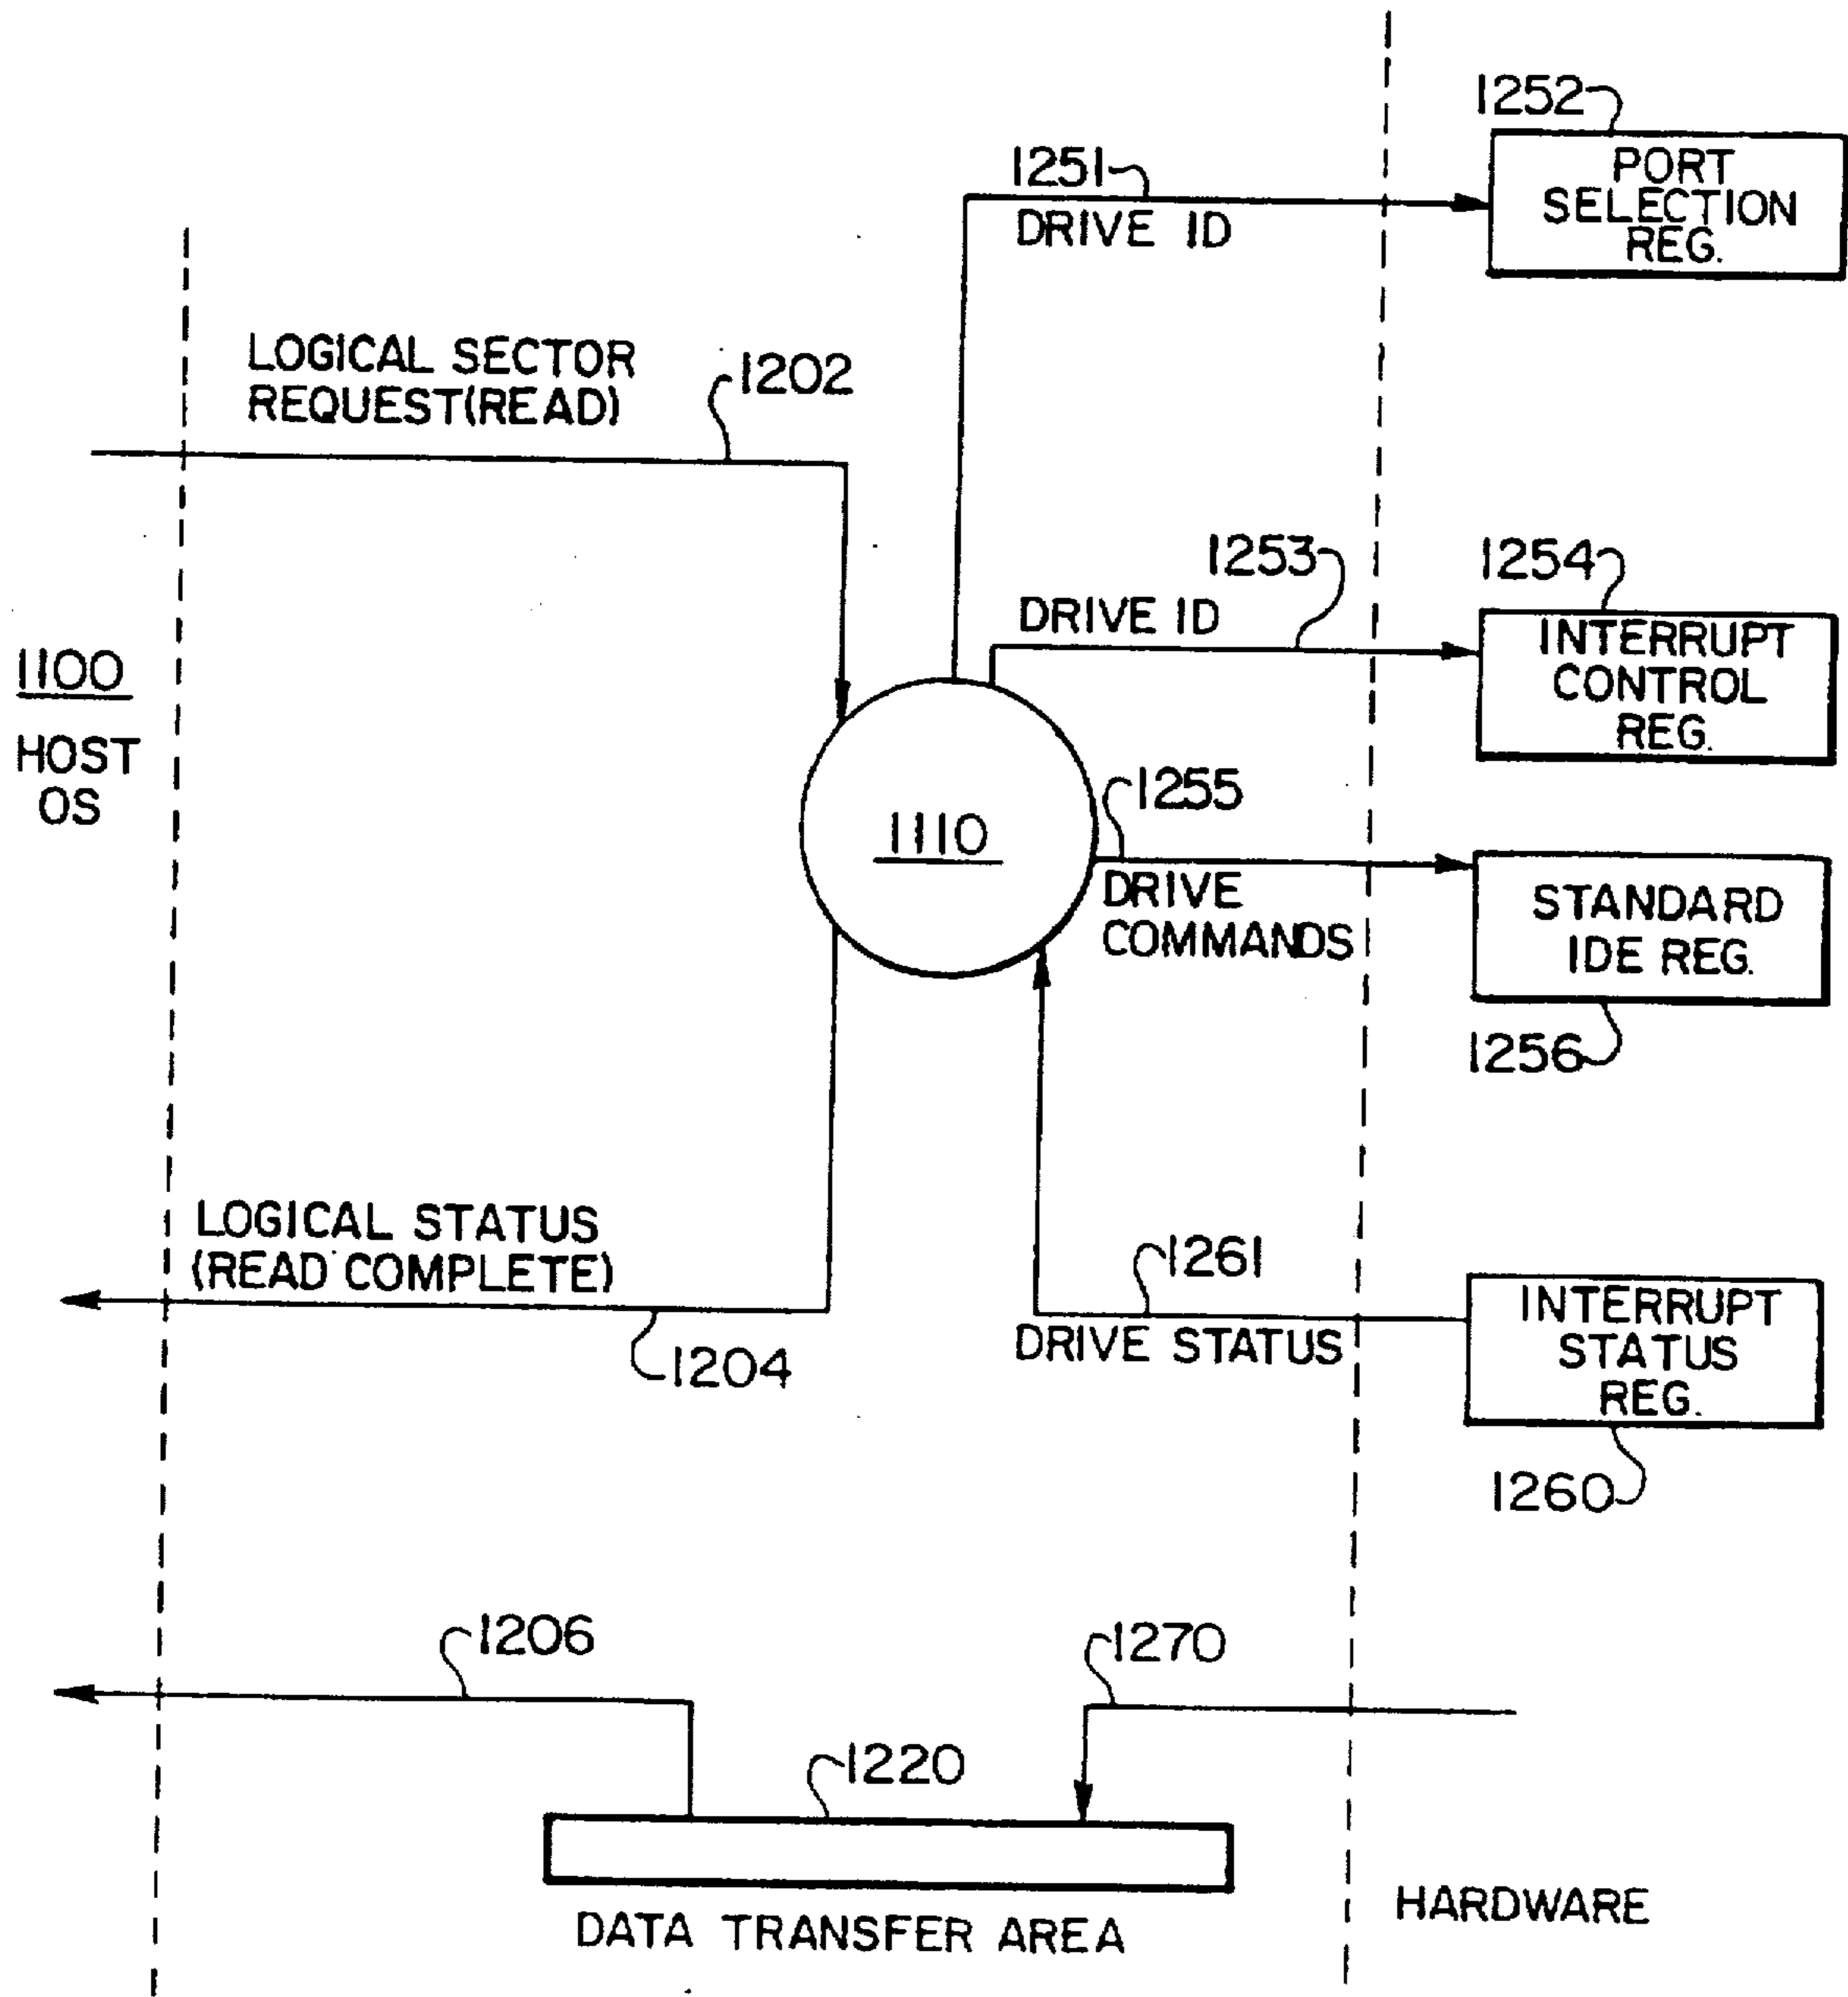 1252
PORT
SELECTION
REG.
1251
DRIVE ID
LOGICAL SECTOR
REQUEST(READ)
1202
1253
DRIVE ID
1254
INTERRUPT
CONTROL
REG.
1100
HOST
OS
1110
1255
DRIVE
COMMANDS
STANDARD
IDE REG.
1256
LOGICAL STATUS
(READ COMPLETE)
1204
1261
DRIVE STATUS
INTERRUPT
STATUS
REG.
1260
1206
1270
1220
DATA TRANSFER AREA
HARDWARE